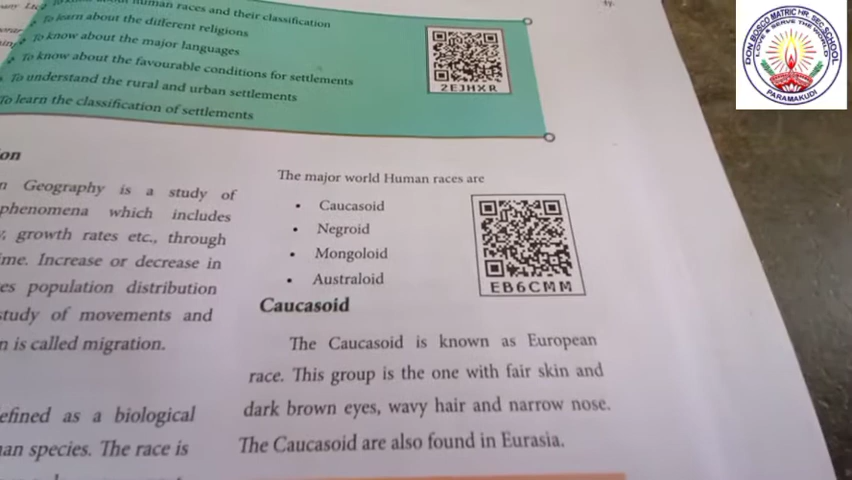 human races and their classification
To learn about the different religions
To know about the major languages
To know about the favourable conditions for settlements
To understand the rural and urban settlements
To learn the classification of settlements
2EJHXR
DON BOSCO MATRIC HR SEC SCHOOL
LOVE & SERVE THE WORLD
PARAMAKUDI
Geography is a study of
phenomena which includes
growth rates etc., through
Increase or decrease in
population distribution
study of movements and
is called migration.
as a biological
species. The race is
The major world Human races are
• Caucasoid
• Negroid
• Mongoloid
• Australoid
EB6CMM
Caucasoid
The Caucasoid is known as European
race. This group is the one with fair skin and
dark brown eyes, wavy hair and narrow nose.
The Caucasoid are also found in Eurasia.